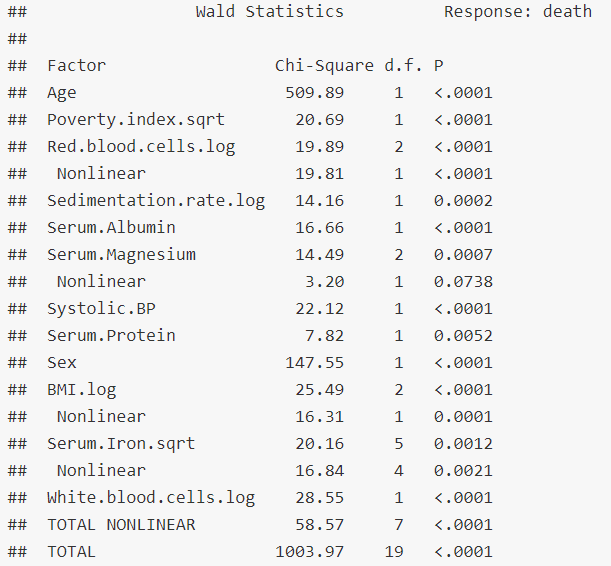 ##                Wald Statistics          Response: death
##
##  Factor                 Chi-Square d.f. P
##  Age                     509.89     1   <.0001
##  Poverty.index.sqrt       20.69     1   <.0001
##  Red.blood.cells.log      19.89     2   <.0001
##   Nonlinear               19.81     1   <.0001
##  Sedimentation.rate.log   14.16     1   0.0002
##  Serum.Albumin            16.66     1   <.0001
##  Serum.Magnesium          14.49     2   0.0007
##   Nonlinear                3.20     1   0.0738
##  Systolic.BP              22.12     1   <.0001
##  Serum.Protein             7.82     1   0.0052
##  Sex                     147.55     1   <.0001
##  BMI.log                  25.49     2   <.0001
##   Nonlinear               16.31     1   0.0001
##  Serum.Iron.sqrt          20.16     5   0.0012
##   Nonlinear               16.84     4   0.0021
##  White.blood.cells.log    28.55     1   <.0001
##  TOTAL NONLINEAR          58.57     7   <.0001
##  TOTAL                  1003.97    19   <.0001